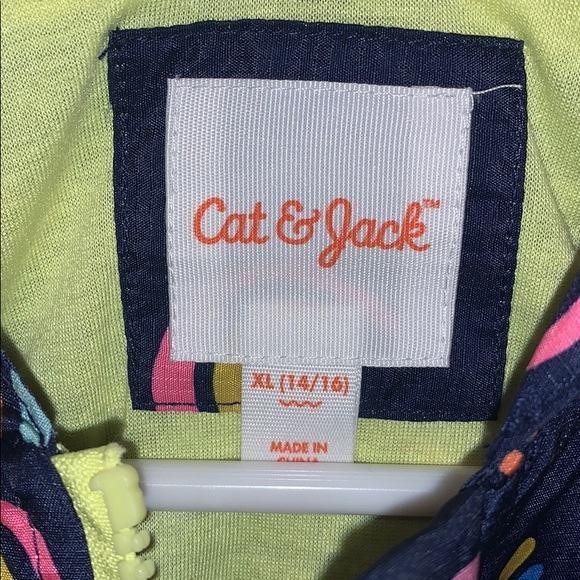 Cat & Jack™
XL (14/16)
MADE IN
CHINA